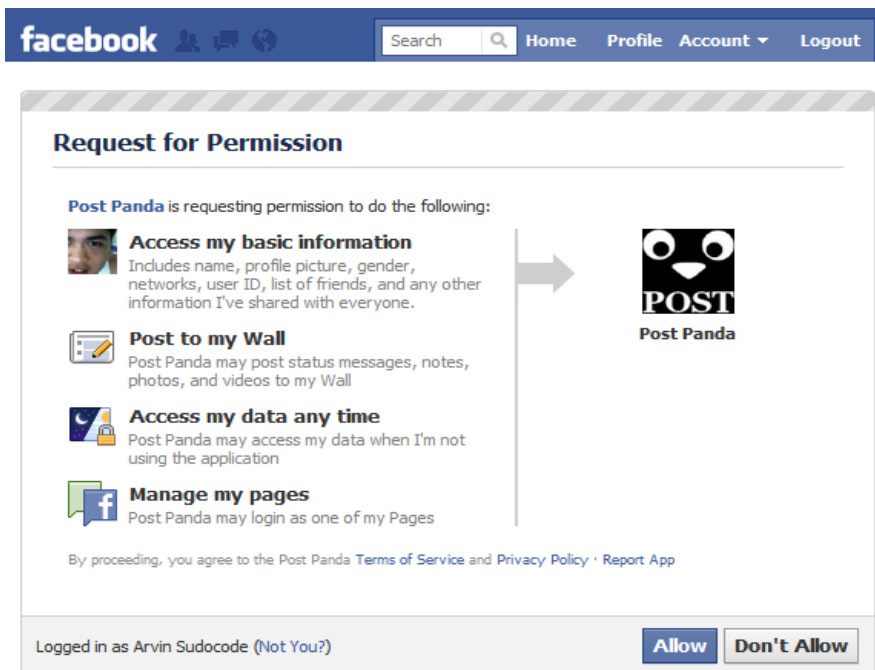 facebook Search Home Profile Account Logout
Request for Permission
Post Panda is requesting permission to do the following:
Access my basic information
Includes name, profile picture, gender,
networks, user ID, list of friends, and any other
information I've shared with everyone.
Post to my Wall
Post Panda may post status messages, notes,
photos, and videos to my Wall
Access my data any time
Post Panda may access my data when I'm not
using the application
Manage my pages
Post Panda may login as one of my Pages
POST
Post Panda
By proceeding, you agree to the Post Panda Terms of Service and Privacy Policy · Report App
Logged in as Arvin Sudocode (Not You?) Allow Don't Allow